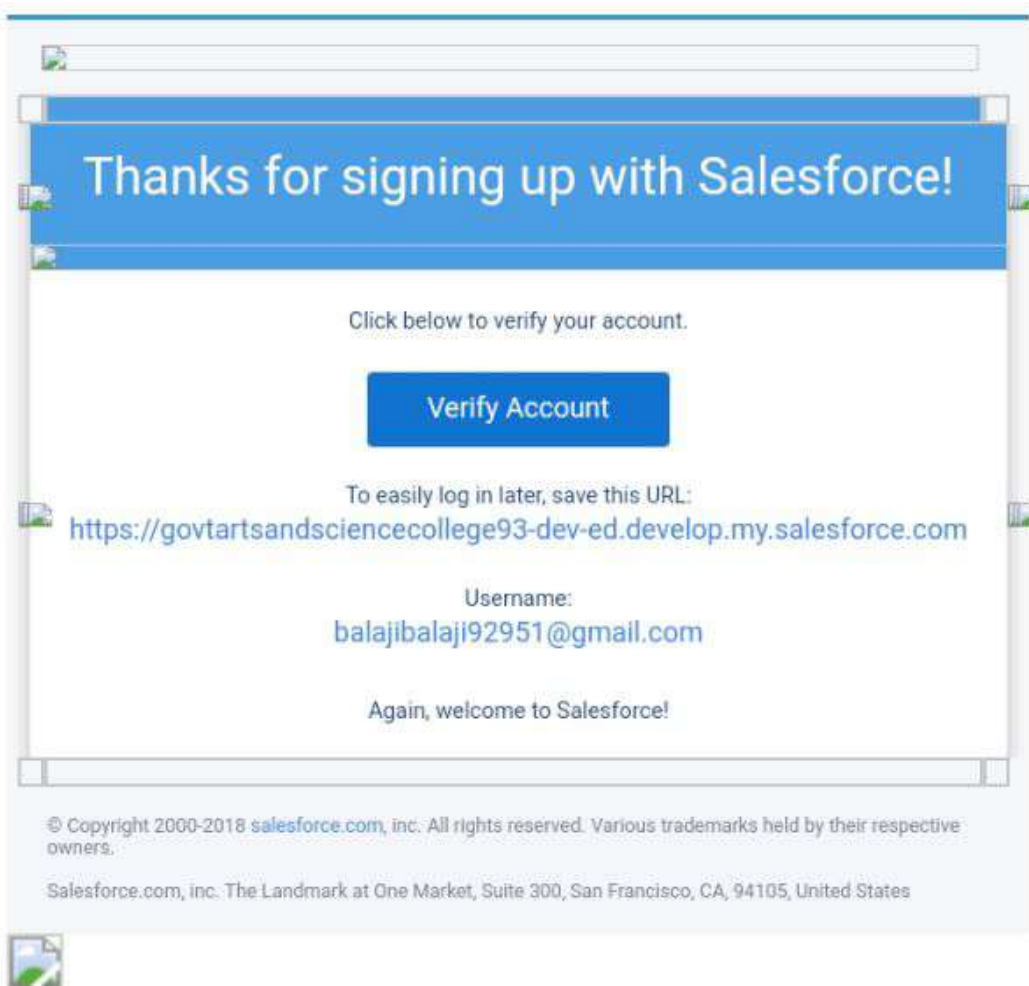 Thanks for signing up with Salesforce!
Click below to verify your account.
Verify Account
To easily log in later, save this URL:
https://govtartsandsciencecollege93-dev-ed.develop.my.salesforce.com
Username:
balajibalaji92951@gmail.com
Again, welcome to Salesforce!
© Copyright 2000-2018 salesforce.com, inc. All rights reserved. Various trademarks held by their respective
owners.
Salesforce.com, inc. The Landmark at One Market, Suite 300, San Francisco, CA, 94105, United States